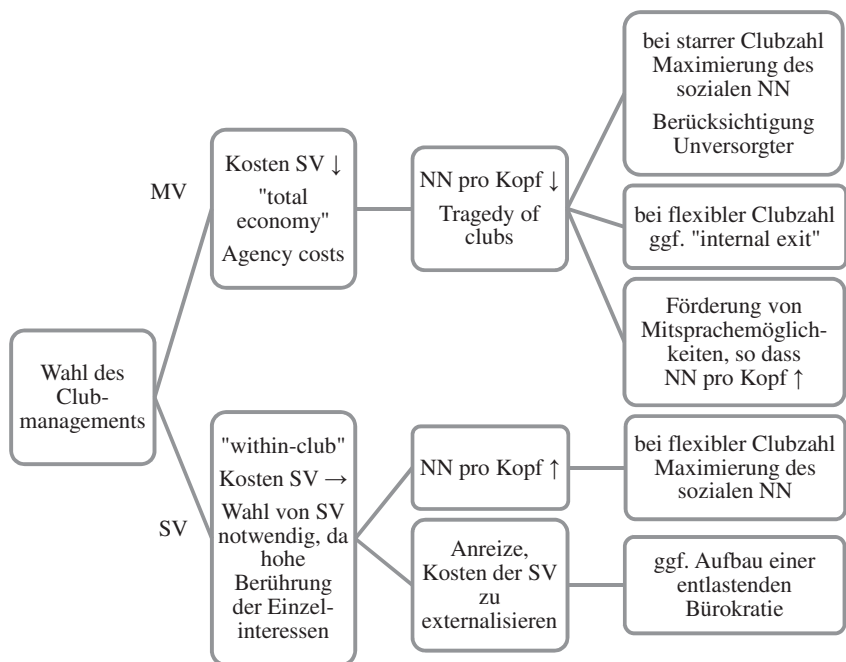 Wahl des
Club-
managements
MV
Kosten SV ↓
"total
economy"
Agency costs
NN pro Kopf ↓
Tragedy of
clubs
bei starrer Clubzahl
Maximierung des
sozialen NN
Berücksichtigung
Unversorgter
bei flexibler Clubzahl
ggf. "internal exit"
Förderung von
Mitsprachemöglich-
keiten, so dass
NN pro Kopf ↑
SV
"within-club"
Kosten SV →
Wahl von SV
notwendig, da
hohe
Berührung
der Einzel-
interessen
NN pro Kopf ↑
bei flexibler Clubzahl
Maximierung des
sozialen NN
Anreize,
Kosten der SV
zu
externalisieren
ggf. Aufbau einer
entlastenden
Bürokratie